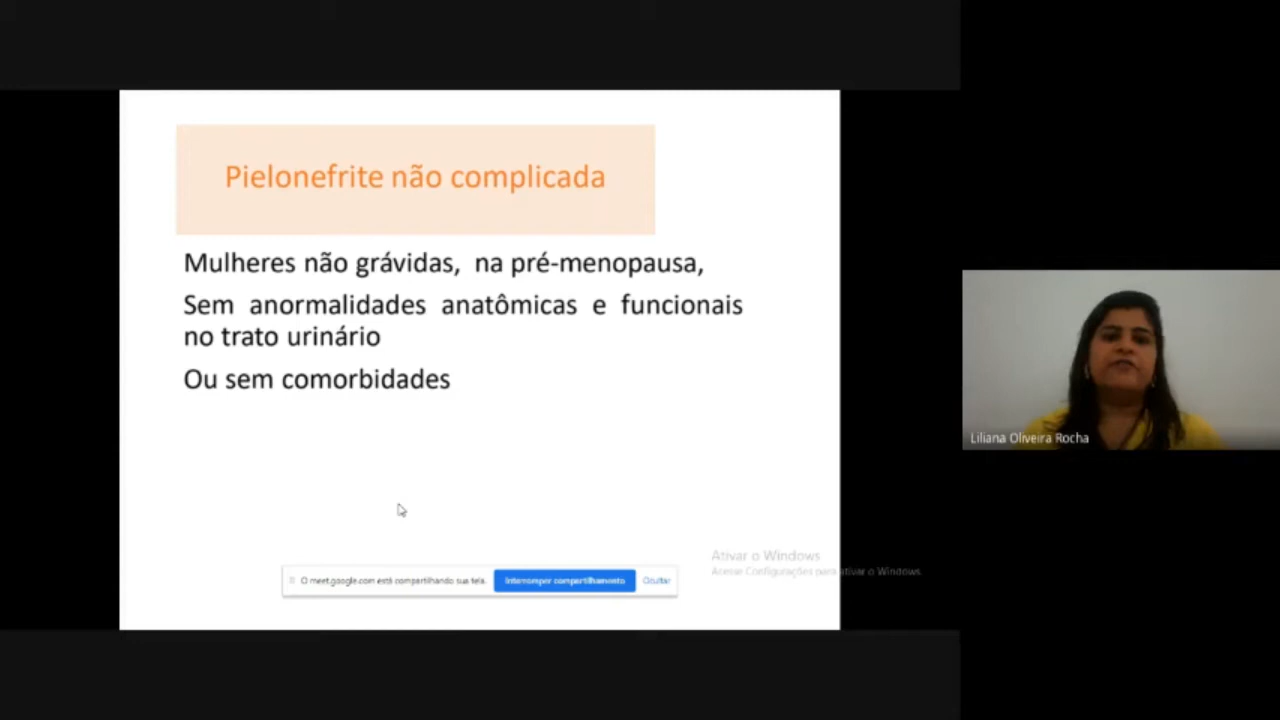 Pielonefrite não complicada
Mulheres não grávidas, na pré-menopausa,
Sem anormalidades anatômicas e funcionais
no trato urinário
Ou sem comorbidades
Liliana Oliveira Rocha
Ativar o Windows
Acesse Configurações para ativar o Windows.
O meet.google.com está compartilhando sua tela. Interromper compartilhamento Ocultar